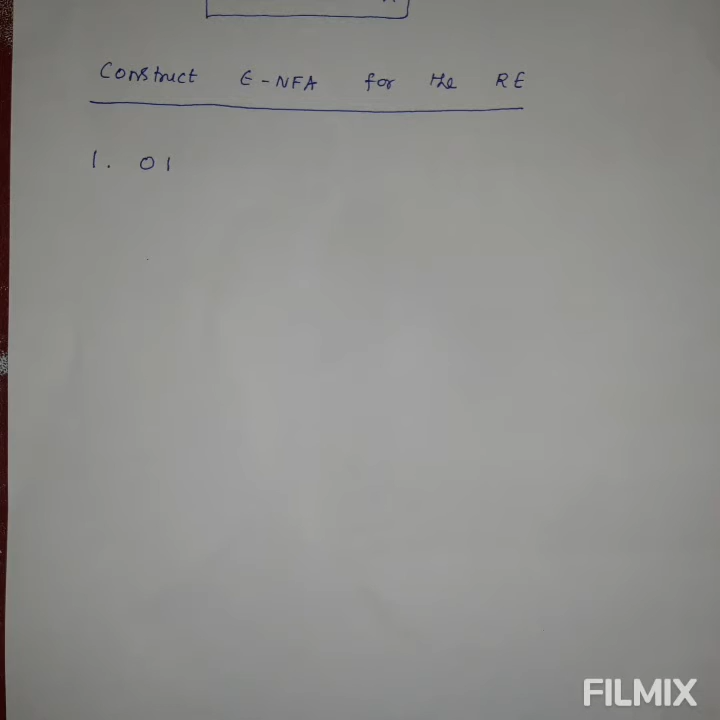 Construct ε-NFA for the RE
1. 01
FILMIX